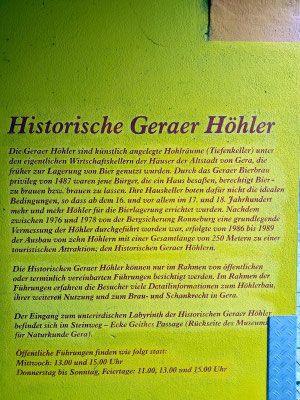 Historische Geraer Höhler
Die Geraer Höhler sind künstlich angelegte Hohlräume (Tiefenkeller) unter
den eigentlichen Wirtschaftskellern der Häuser der Altstadt von Gera, die
früher zur Lagerung von Bier genutzt wurden. Durch das Geraer Bierbrau
privileg von 1487 waren jene Bürger, die ein Haus besaßen, berechtigt Bier
zu brauen bzw. brauen zu lassen. Ihre Hauskeller boten dafür nicht die idealen
Bedingungen, so dass ab dem 16. und vor allem im 17. und 18. Jahrhundert
mehr und mehr Höhler für die Bierlagerung errichtet wurden. Nachdem
zwischen 1976 und 1978 von der Bergsicherung Ronneburg eine grundlegende
Vermessung der Höhler durchgeführt worden war, erfolgte von 1986 bis 1989
der Ausbau von zehn Höhlern mit einer Gesamtlänge von 250 Metern zu einer
touristischen Attraktion, den Historischen Geraer Höhlern.
Die Historischen Geraer Höhler können nur im Rahmen von öffentlichen
oder terminlich vereinbarten Führungen besichtigt werden. Im Rahmen der
Führungen erfahren die Besucher viele Detailinformationen zum Höhlerbau,
ihrer weiteren Nutzung und zum Brau- und Schankrecht in Gera.
Der Eingang zum unterirdischen Labyrinth der Historischen Geraer Höhler
befindet sich im Steinweg – Ecke Geithes Passage (Rückseite des Museums
für Naturkunde Gera).
Öffentliche Führungen finden wie folgt statt:
Mittwoch: 13.00 und 15.00 Uhr
Donnerstag bis Sonntag, Feiertage: 11.00, 13.00 und 15.00 Uhr